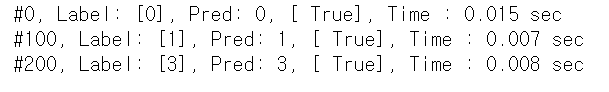 #0, Label: [0], Pred: 0, [ True], Time : 0.015 sec
#100, Label: [1], Pred: 1, [ True], Time : 0.007 sec
#200, Label: [3], Pred: 3, [ True], Time : 0.008 sec